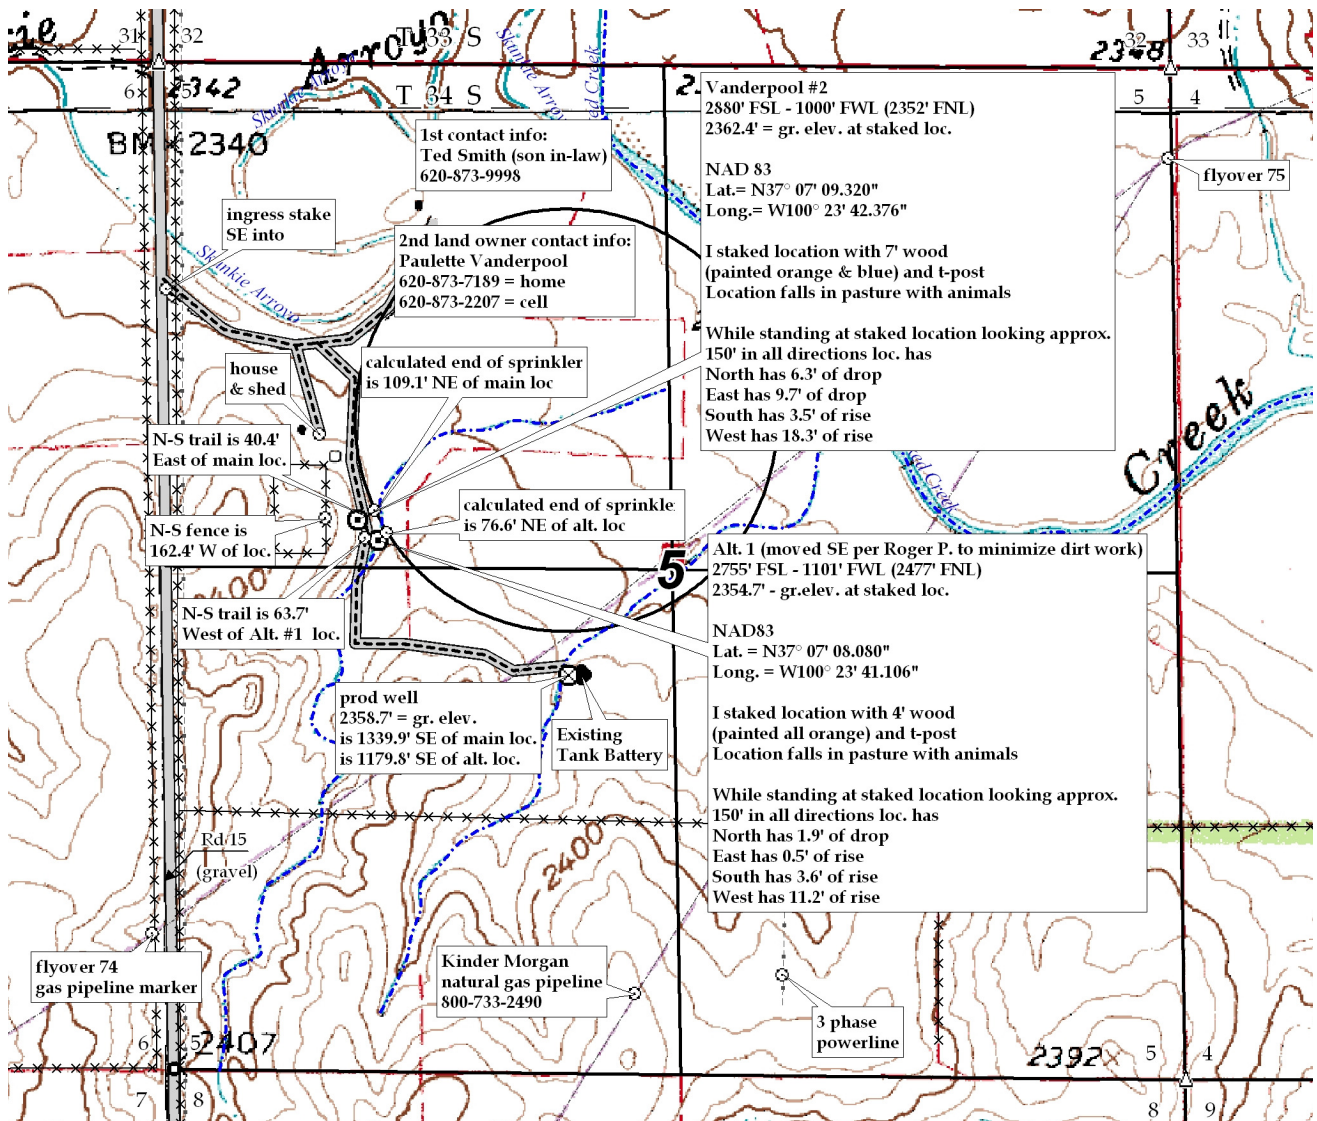 31
32
T 33 S
Arroyo
32
33
2348
6
5
2342
T 34 S
5
4
Skunkie Arroyo
Skunkie Arroyo
BM × 2340
1st contact info:
Ted Smith (son in-law)
620-873-9998
Vanderpool #2
2880' FSL - 1000' FWL (2352' FNL)
2362.4' = gr. elev. at staked loc.
NAD 83
Lat.= N37° 07' 09.320"
Long.= W100° 23' 42.376"
I staked location with 7' wood
(painted orange & blue) and t-post
Location falls in pasture with animals
While standing at staked location looking approx.
150' in all directions loc. has
North has 6.3' of drop
East has 9.7' of drop
South has 3.5' of rise
West has 18.3' of rise
flyover 75
ingress stake
SE into
2nd land owner contact info:
Paulette Vanderpool
620-873-7189 = home
620-873-2207 = cell
Skunkie Arroyo
house
& shed
calculated end of sprinkler
is 109.1' NE of main loc
N-S trail is 40.4'
East of main loc.
Creek
Creek
calculated end of sprinkle
is 76.6' NE of alt. loc
N-S fence is
162.4' W of loc.
2400
5
Alt. 1 (moved SE per Roger P. to minimize dirt work)
2755' FSL - 1101' FWL (2477' FNL)
2354.7' - gr.elev. at staked loc.
NAD83
Lat. = N37° 07' 08.080"
Long. = W100° 23' 41.106"
I staked location with 4' wood
(painted all orange) and t-post
Location falls in pasture with animals
While standing at staked location looking approx.
150' in all directions loc. has
North has 1.9' of drop
East has 0.5' of rise
South has 3.6' of rise
West has 11.2' of rise
N-S trail is 63.7'
West of Alt. #1 loc.
prod well
2358.7' = gr. elev.
is 1339.9' SE of main loc.
is 1179.8' SE of alt. loc.
Existing
Tank Battery
Rd 15
(gravel)
2400
flyover 74
gas pipeline marker
Kinder Morgan
natural gas pipeline
800-733-2490
3 phase
powerline
6
5
2407
2392
5
4
7
8
8
9